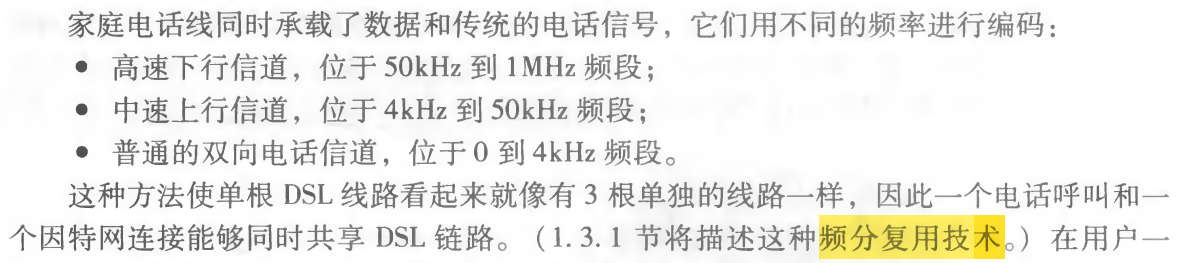 家庭电话线同时承载了数据和传统的电话信号，它们用不同的频率进行编码：
● 高速下行信道，位于 50kHz 到 1MHz 频段；
● 中速上行信道，位于 4kHz 到 50kHz 频段；
● 普通的双向电话信道，位于 0 到 4kHz 频段。
这种方法使单根 DSL 线路看起来就像有 3 根单独的线路一样，因此一个电话呼叫和一
个因特网连接能够同时共享 DSL 链路。（1.3.1 节将描述这种频分复用技术。）在用户一